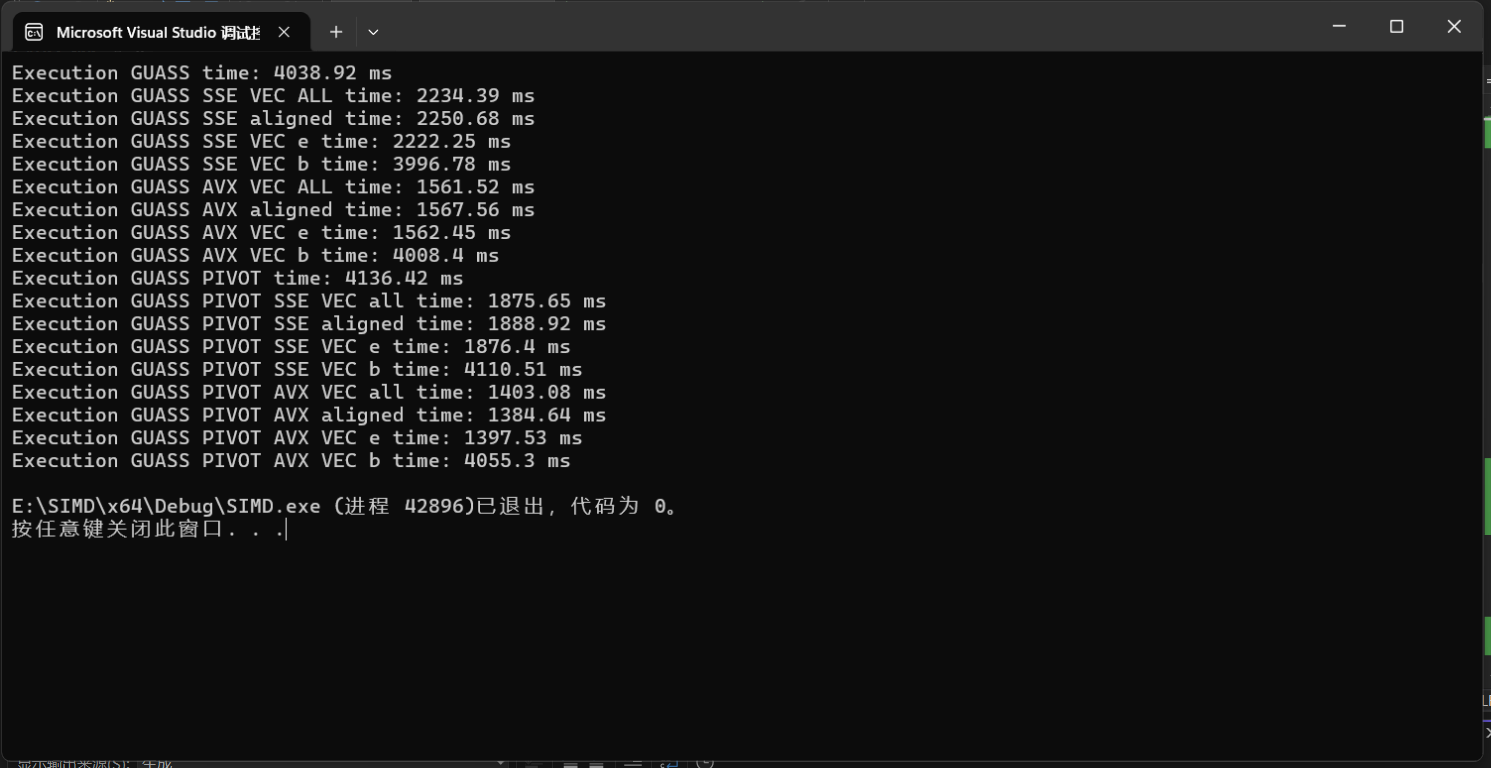 Microsoft Visual Studio 调试控
Execution GUASS time: 4038.92 ms
Execution GUASS SSE VEC ALL time: 2234.39 ms
Execution GUASS SSE aligned time: 2250.68 ms
Execution GUASS SSE VEC e time: 2222.25 ms
Execution GUASS SSE VEC b time: 3996.78 ms
Execution GUASS AVX VEC ALL time: 1561.52 ms
Execution GUASS AVX aligned time: 1567.56 ms
Execution GUASS AVX VEC e time: 1562.45 ms
Execution GUASS AVX VEC b time: 4008.4 ms
Execution GUASS PIVOT time: 4136.42 ms
Execution GUASS PIVOT SSE VEC all time: 1875.65 ms
Execution GUASS PIVOT SSE aligned time: 1888.92 ms
Execution GUASS PIVOT SSE VEC e time: 1876.4 ms
Execution GUASS PIVOT SSE VEC b time: 4110.51 ms
Execution GUASS PIVOT AVX VEC all time: 1403.08 ms
Execution GUASS PIVOT AVX aligned time: 1384.64 ms
Execution GUASS PIVOT AVX VEC e time: 1397.53 ms
Execution GUASS PIVOT AVX VEC b time: 4055.3 ms
E:\SIMD\x64\Debug\SIMD.exe (进程 42896)已退出，代码为 0。
按任意键关闭此窗口. . .
显示输出来源(S): 生成